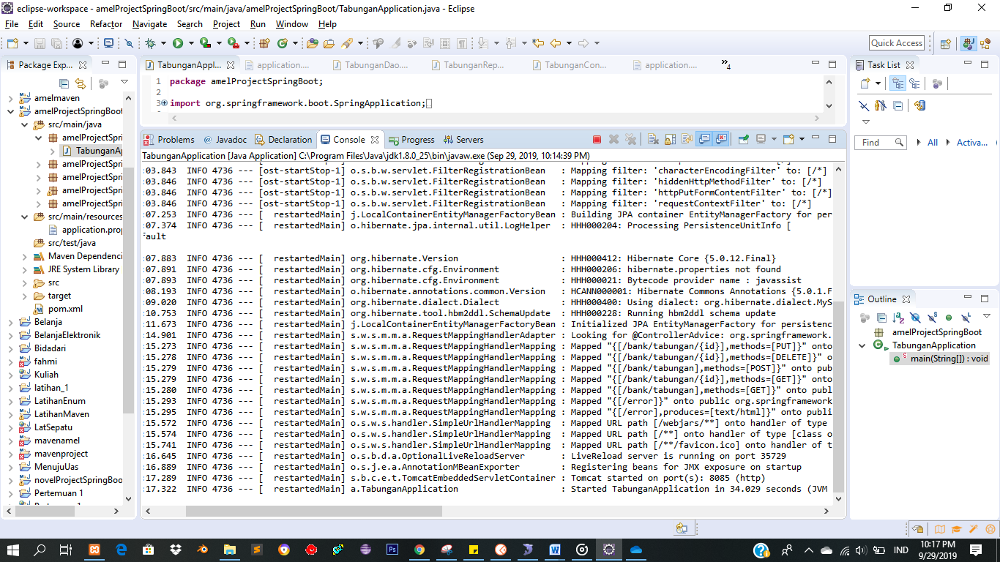 eclipse-workspace - amelProjectSpringBoot/src/main/java/amelProjectSpringBoot/TabunganApplication.java - Eclipse
File Edit Source Refactor Navigate Search Project Run Window Help
Quick Access
Package Exp...
amelmaven
amelProjectSpringBoot
src/main/java
amelProjectSpri
TabunganAp
amelProjectSpri
amelProjectSpri
amelProjectSpri
amelProjectSpri
src/main/resources
application.prop
src/test/java
Maven Dependenci
JRE System Library
src
target
pom.xml
Belanja
BelanjaElektronik
Bidadari
fahmi
Kuliah
latihan_1
LatihanEnum
LatihanMaven
LatSepatu
mavenamel
mavenproject
MenujuUas
novelProjectSpringBoo
Pertemuan 1
TabunganAppl... application.... TabunganDao.... TabunganRep... TabunganCon... application.... »4
1 package amelProjectSpringBoot;
2
3 import org.springframework.boot.SpringApplication;
Problems @ Javadoc Declaration Console Progress Servers
TabunganApplication [Java Application] C:\Program Files\Java\jdk1.8.0_25\bin\javaw.exe (Sep 29, 2019, 10:14:39 PM)
:03.843 INFO 4736 --- [ost-startStop-1] o.s.b.w.servlet.FilterRegistrationBean : Mapping filter: 'characterEncodingFilter' to: [/*]
:03.846 INFO 4736 --- [ost-startStop-1] o.s.b.w.servlet.FilterRegistrationBean : Mapping filter: 'hiddenHttpMethodFilter' to: [/*]
:03.846 INFO 4736 --- [ost-startStop-1] o.s.b.w.servlet.FilterRegistrationBean : Mapping filter: 'httpPutFormContentFilter' to: [/*]
:03.846 INFO 4736 --- [ost-startStop-1] o.s.b.w.servlet.FilterRegistrationBean : Mapping filter: 'requestContextFilter' to: [/*]
:07.253 INFO 4736 --- [ restartedMain] j.LocalContainerEntityManagerFactoryBean : Building JPA container EntityManagerFactory for per
:07.374 INFO 4736 --- [ restartedMain] o.hibernate.jpa.internal.util.LogHelper : HHH000204: Processing PersistenceUnitInfo [
fault
:07.883 INFO 4736 --- [ restartedMain] org.hibernate.Version : HHH000412: Hibernate Core {5.0.12.Final}
:07.891 INFO 4736 --- [ restartedMain] org.hibernate.cfg.Environment : HHH000206: hibernate.properties not found
:07.893 INFO 4736 --- [ restartedMain] org.hibernate.cfg.Environment : HHH000021: Bytecode provider name : javassist
:08.193 INFO 4736 --- [ restartedMain] o.hibernate.annotations.common.Version : HCANN000001: Hibernate Commons Annotations {5.0.1.F
:09.020 INFO 4736 --- [ restartedMain] org.hibernate.dialect.Dialect : HHH000400: Using dialect: org.hibernate.dialect.MyS
:10.753 INFO 4736 --- [ restartedMain] org.hibernate.tool.hbm2ddl.SchemaUpdate : HHH000228: Running hbm2ddl schema update
:11.673 INFO 4736 --- [ restartedMain] j.LocalContainerEntityManagerFactoryBean : Initialized JPA EntityManagerFactory for persistenc
:14.901 INFO 4736 --- [ restartedMain] s.w.s.m.m.a.RequestMappingHandlerAdapter : Looking for @ControllerAdvice: org.springframework.
:15.273 INFO 4736 --- [ restartedMain] s.w.s.m.m.a.RequestMappingHandlerMapping : Mapped "{[/bank/tabungan/{id}],methods=[PUT]}" onto
:15.278 INFO 4736 --- [ restartedMain] s.w.s.m.m.a.RequestMappingHandlerMapping : Mapped "{[/bank/tabungan/{id}],methods=[DELETE]}" o
:15.279 INFO 4736 --- [ restartedMain] s.w.s.m.m.a.RequestMappingHandlerMapping : Mapped "{[/bank/tabungan],methods=[POST]}" onto pub
:15.279 INFO 4736 --- [ restartedMain] s.w.s.m.m.a.RequestMappingHandlerMapping : Mapped "{[/bank/tabungan/{id}],methods=[GET]}" onto
:15.280 INFO 4736 --- [ restartedMain] s.w.s.m.m.a.RequestMappingHandlerMapping : Mapped "{[/bank/tabungan],methods=[GET]}" onto publ
:15.293 INFO 4736 --- [ restartedMain] s.w.s.m.m.a.RequestMappingHandlerMapping : Mapped "{[/error]}" onto public org.springframework
:15.295 INFO 4736 --- [ restartedMain] s.w.s.m.m.a.RequestMappingHandlerMapping : Mapped "{[/error],produces=[text/html]}" onto publi
:15.572 INFO 4736 --- [ restartedMain] o.s.w.s.handler.SimpleUrlHandlerMapping : Mapped URL path [/webjars/**] onto handler of type
:15.574 INFO 4736 --- [ restartedMain] o.s.w.s.handler.SimpleUrlHandlerMapping : Mapped URL path [/**] onto handler of type [class o
:15.741 INFO 4736 --- [ restartedMain] o.s.w.s.handler.SimpleUrlHandlerMapping : Mapped URL path [/**/favicon.ico] onto handler of t
:16.645 INFO 4736 --- [ restartedMain] o.s.b.d.a.OptionalLiveReloadServer : LiveReload server is running on port 35729
:16.889 INFO 4736 --- [ restartedMain] o.s.j.e.a.AnnotationMBeanExporter : Registering beans for JMX exposure on startup
:17.289 INFO 4736 --- [ restartedMain] s.b.c.e.t.TomcatEmbeddedServletContainer : Tomcat started on port(s): 8085 (http)
:17.322 INFO 4736 --- [ restartedMain] a.TabunganApplication : Started TabunganApplication in 34.029 seconds (JVM
Task List
Find All Activa...
Outline
amelProjectSpringBoot
TabunganApplication
main(String[]) : void
IND
10:17 PM
9/29/2019